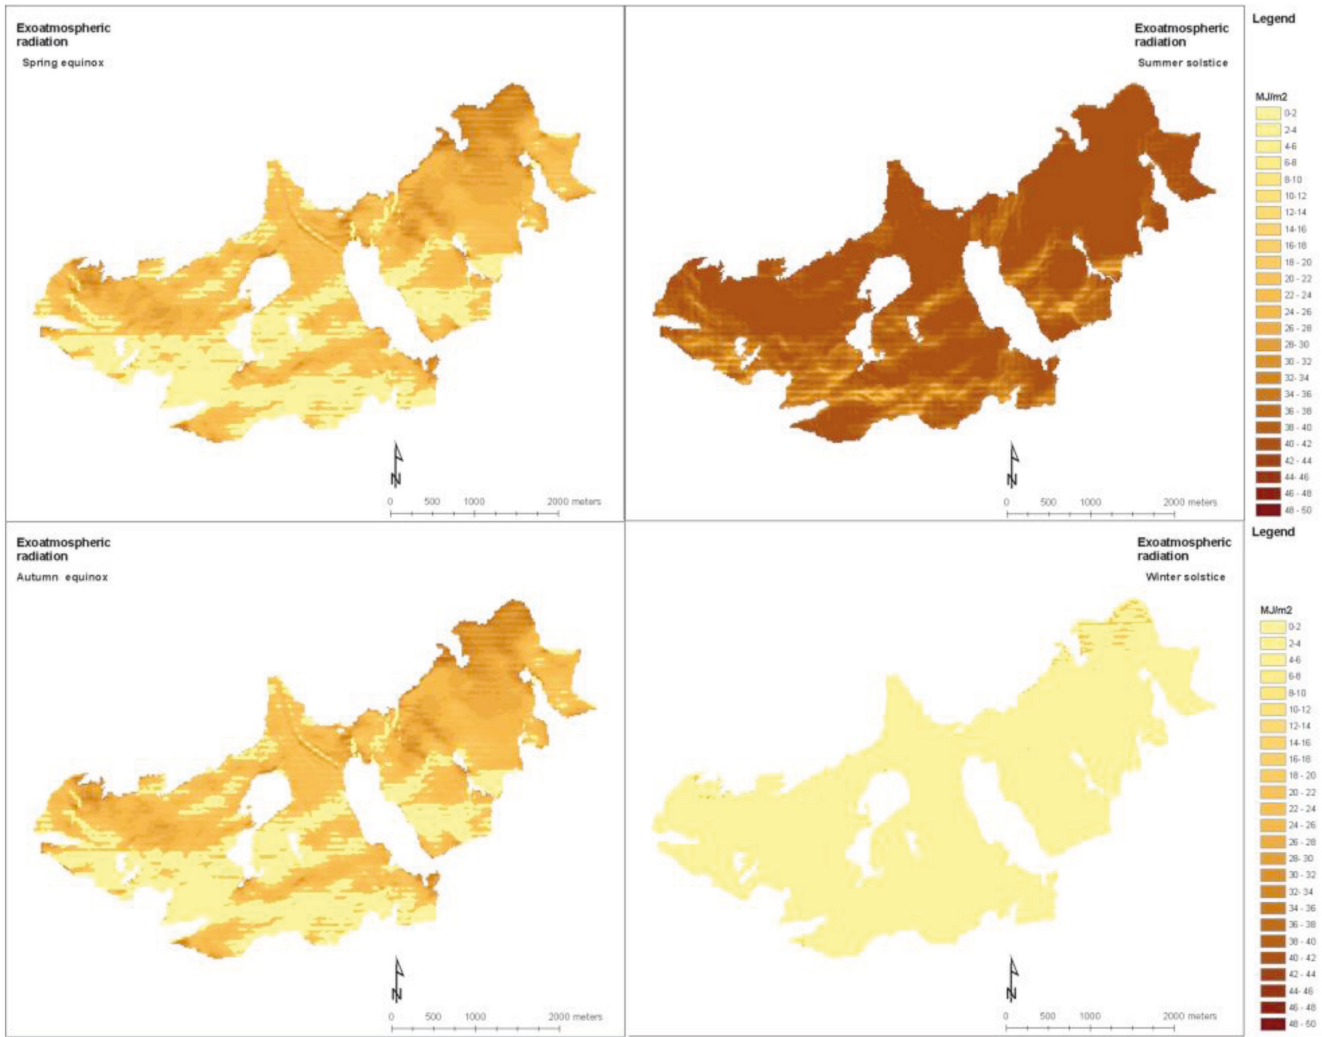 Exoatmospheric
radiation
Spring equinox
N
0 500 1000 2000 meters
Exoatmospheric
radiation
Summer solstice
N
0 500 1000 2000 meters
Legend
MJ/m2
0-2
2-4
4-6
6-8
8-10
10-12
12-14
14-16
16-18
18 - 20
20 - 22
22 - 24
24 - 26
26 - 28
28- 30
30 - 32
32- 34
34 - 36
36 - 38
38 - 40
40 - 42
42 - 44
44- 46
46 - 48
48 - 50
Exoatmospheric
radiation
Autumn equinox
N
0 500 1000 2000 meters
Exoatmospheric
radiation
Winter solstice
N
0 500 1000 2000 meters
Legend
MJ/m2
0-2
2-4
4-6
6-8
8-10
10-12
12-14
14-16
16-18
18 - 20
20 - 22
22 - 24
24 - 26
26 - 28
28- 30
30 - 32
32- 34
34 - 36
36 - 38
38 - 40
40 - 42
42 - 44
44- 46
46 - 48
48 - 50